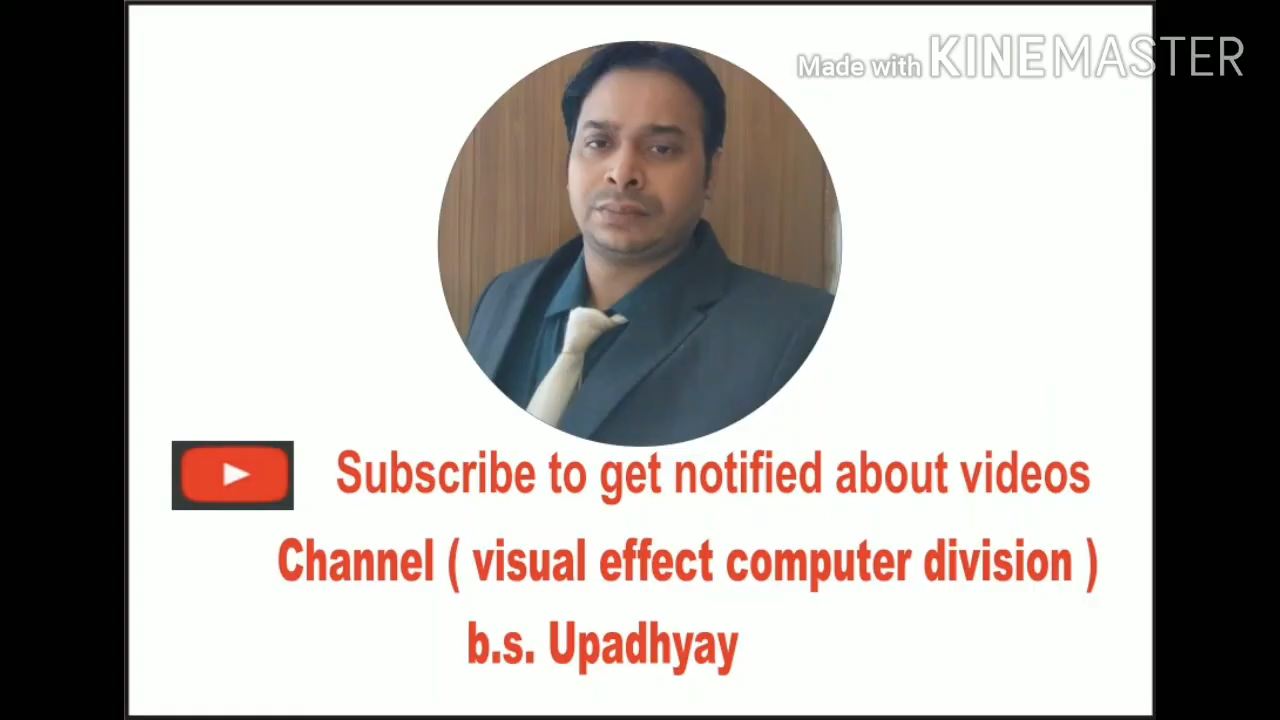 Made with KINEMASTER
Subscribe to get notified about videos
Channel ( visual effect computer division )
b.s. Upadhyay